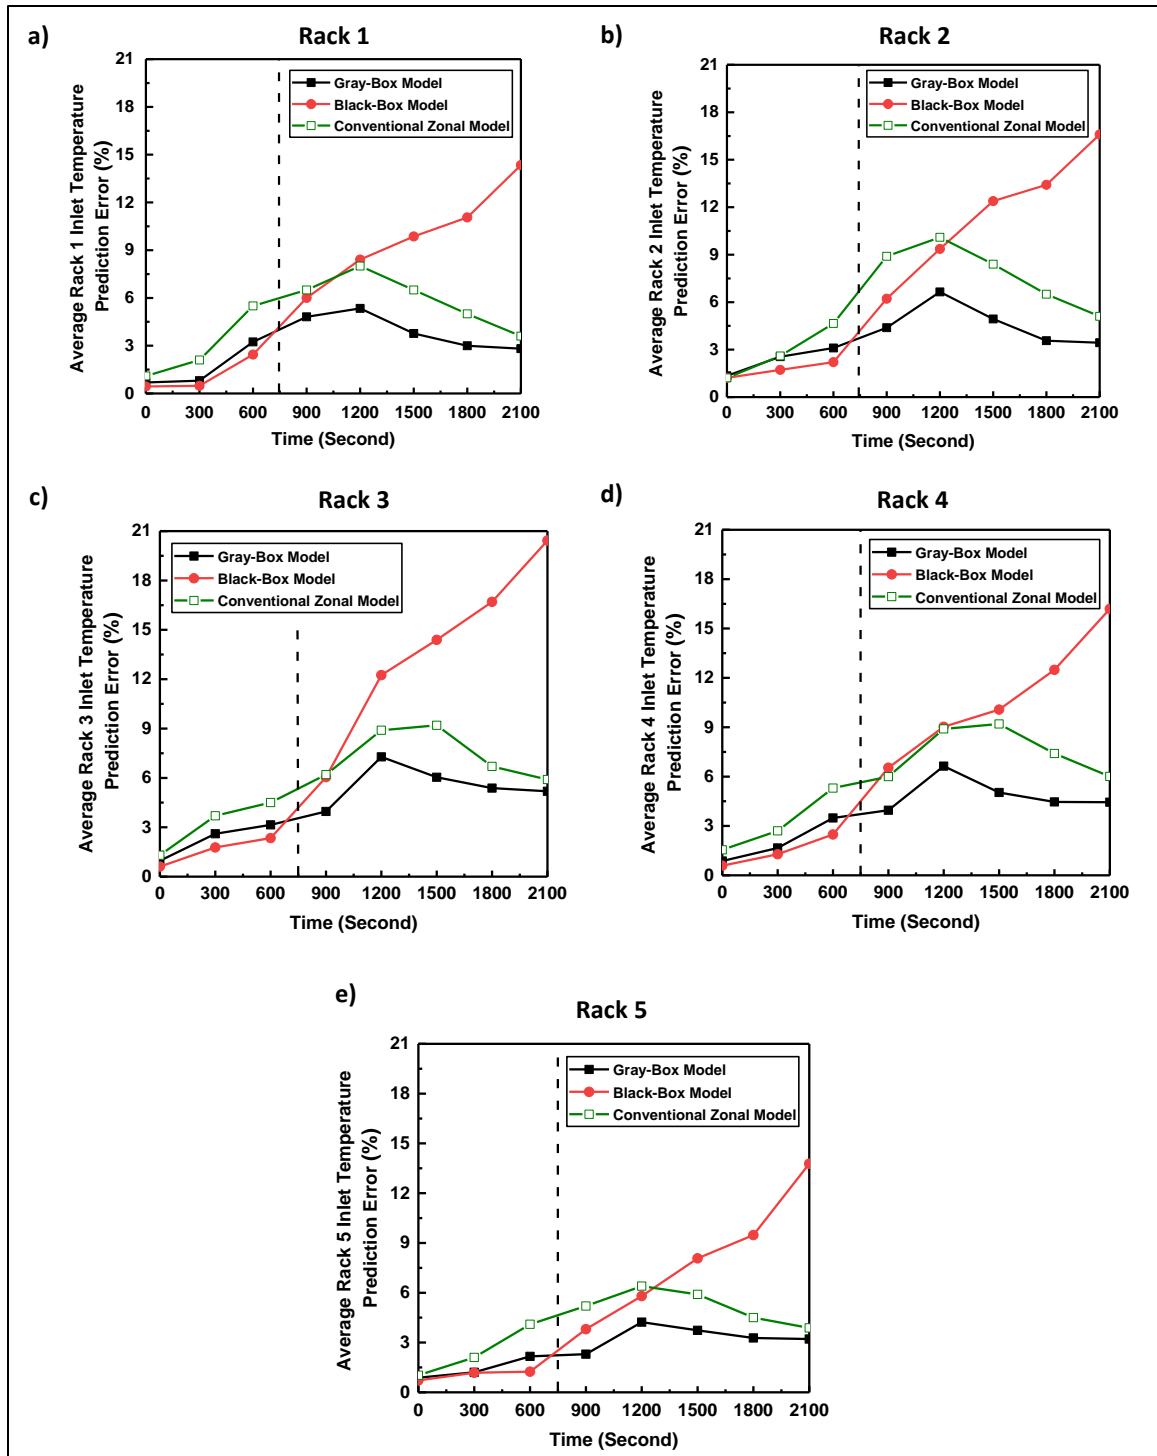 a)
Rack 1
Average Rack 1 Inlet Temperature
Prediction Error (%)
21
18
15
12
9
6
3
0
Gray-Box Model
Black-Box Model
Conventional Zonal Model
0 300 600 900 1200 1500 1800 2100
Time (Second)
b)
Rack 2
Average Rack 2 Inlet Temperature
Prediction Error (%)
21
18
15
12
9
6
3
0
Gray-Box Model
Black-Box Model
Conventional Zonal Model
0 300 600 900 1200 1500 1800 2100
Time (Second)
c)
Rack 3
Average Rack 3 Inlet Temperature
Prediction Error (%)
21
18
15
12
9
6
3
0
Gray-Box Model
Black-Box Model
Conventional Zonal Model
0 300 600 900 1200 1500 1800 2100
Time (Second)
d)
Rack 4
Average Rack 4 Inlet Temperature
Prediction Error (%)
21
18
15
12
9
6
3
0
Gray-Box Model
Black-Box Model
Conventional Zonal Model
0 300 600 900 1200 1500 1800 2100
Time (Second)
e)
Rack 5
Average Rack 5 Inlet Temperature
Prediction Error (%)
21
18
15
12
9
6
3
0
Gray-Box Model
Black-Box Model
Conventional Zonal Model
0 300 600 900 1200 1500 1800 2100
Time (Second)